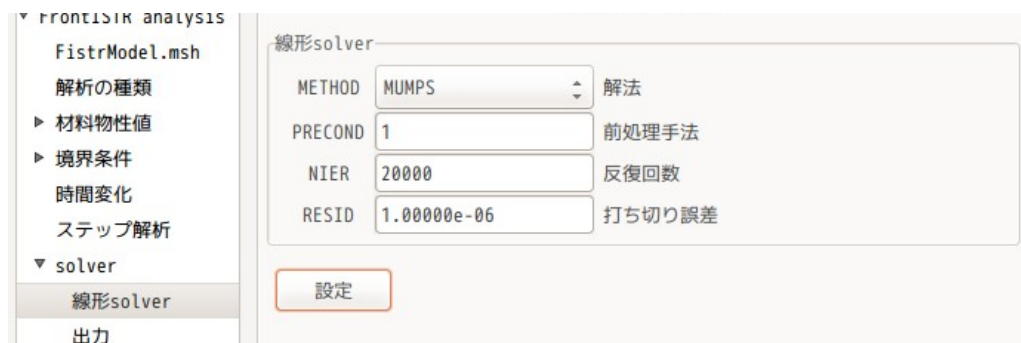 FrontISTR analysis
FistrModel.msh
解析の種類
材料物性値
境界条件
時間変化
ステップ解析
solver
線形solver
出力
線形solver
METHOD MUMPS 解法
PRECOND 1 前処理手法
NIER 20000 反復回数
RESID 1.00000e-06 打ち切り誤差
設定